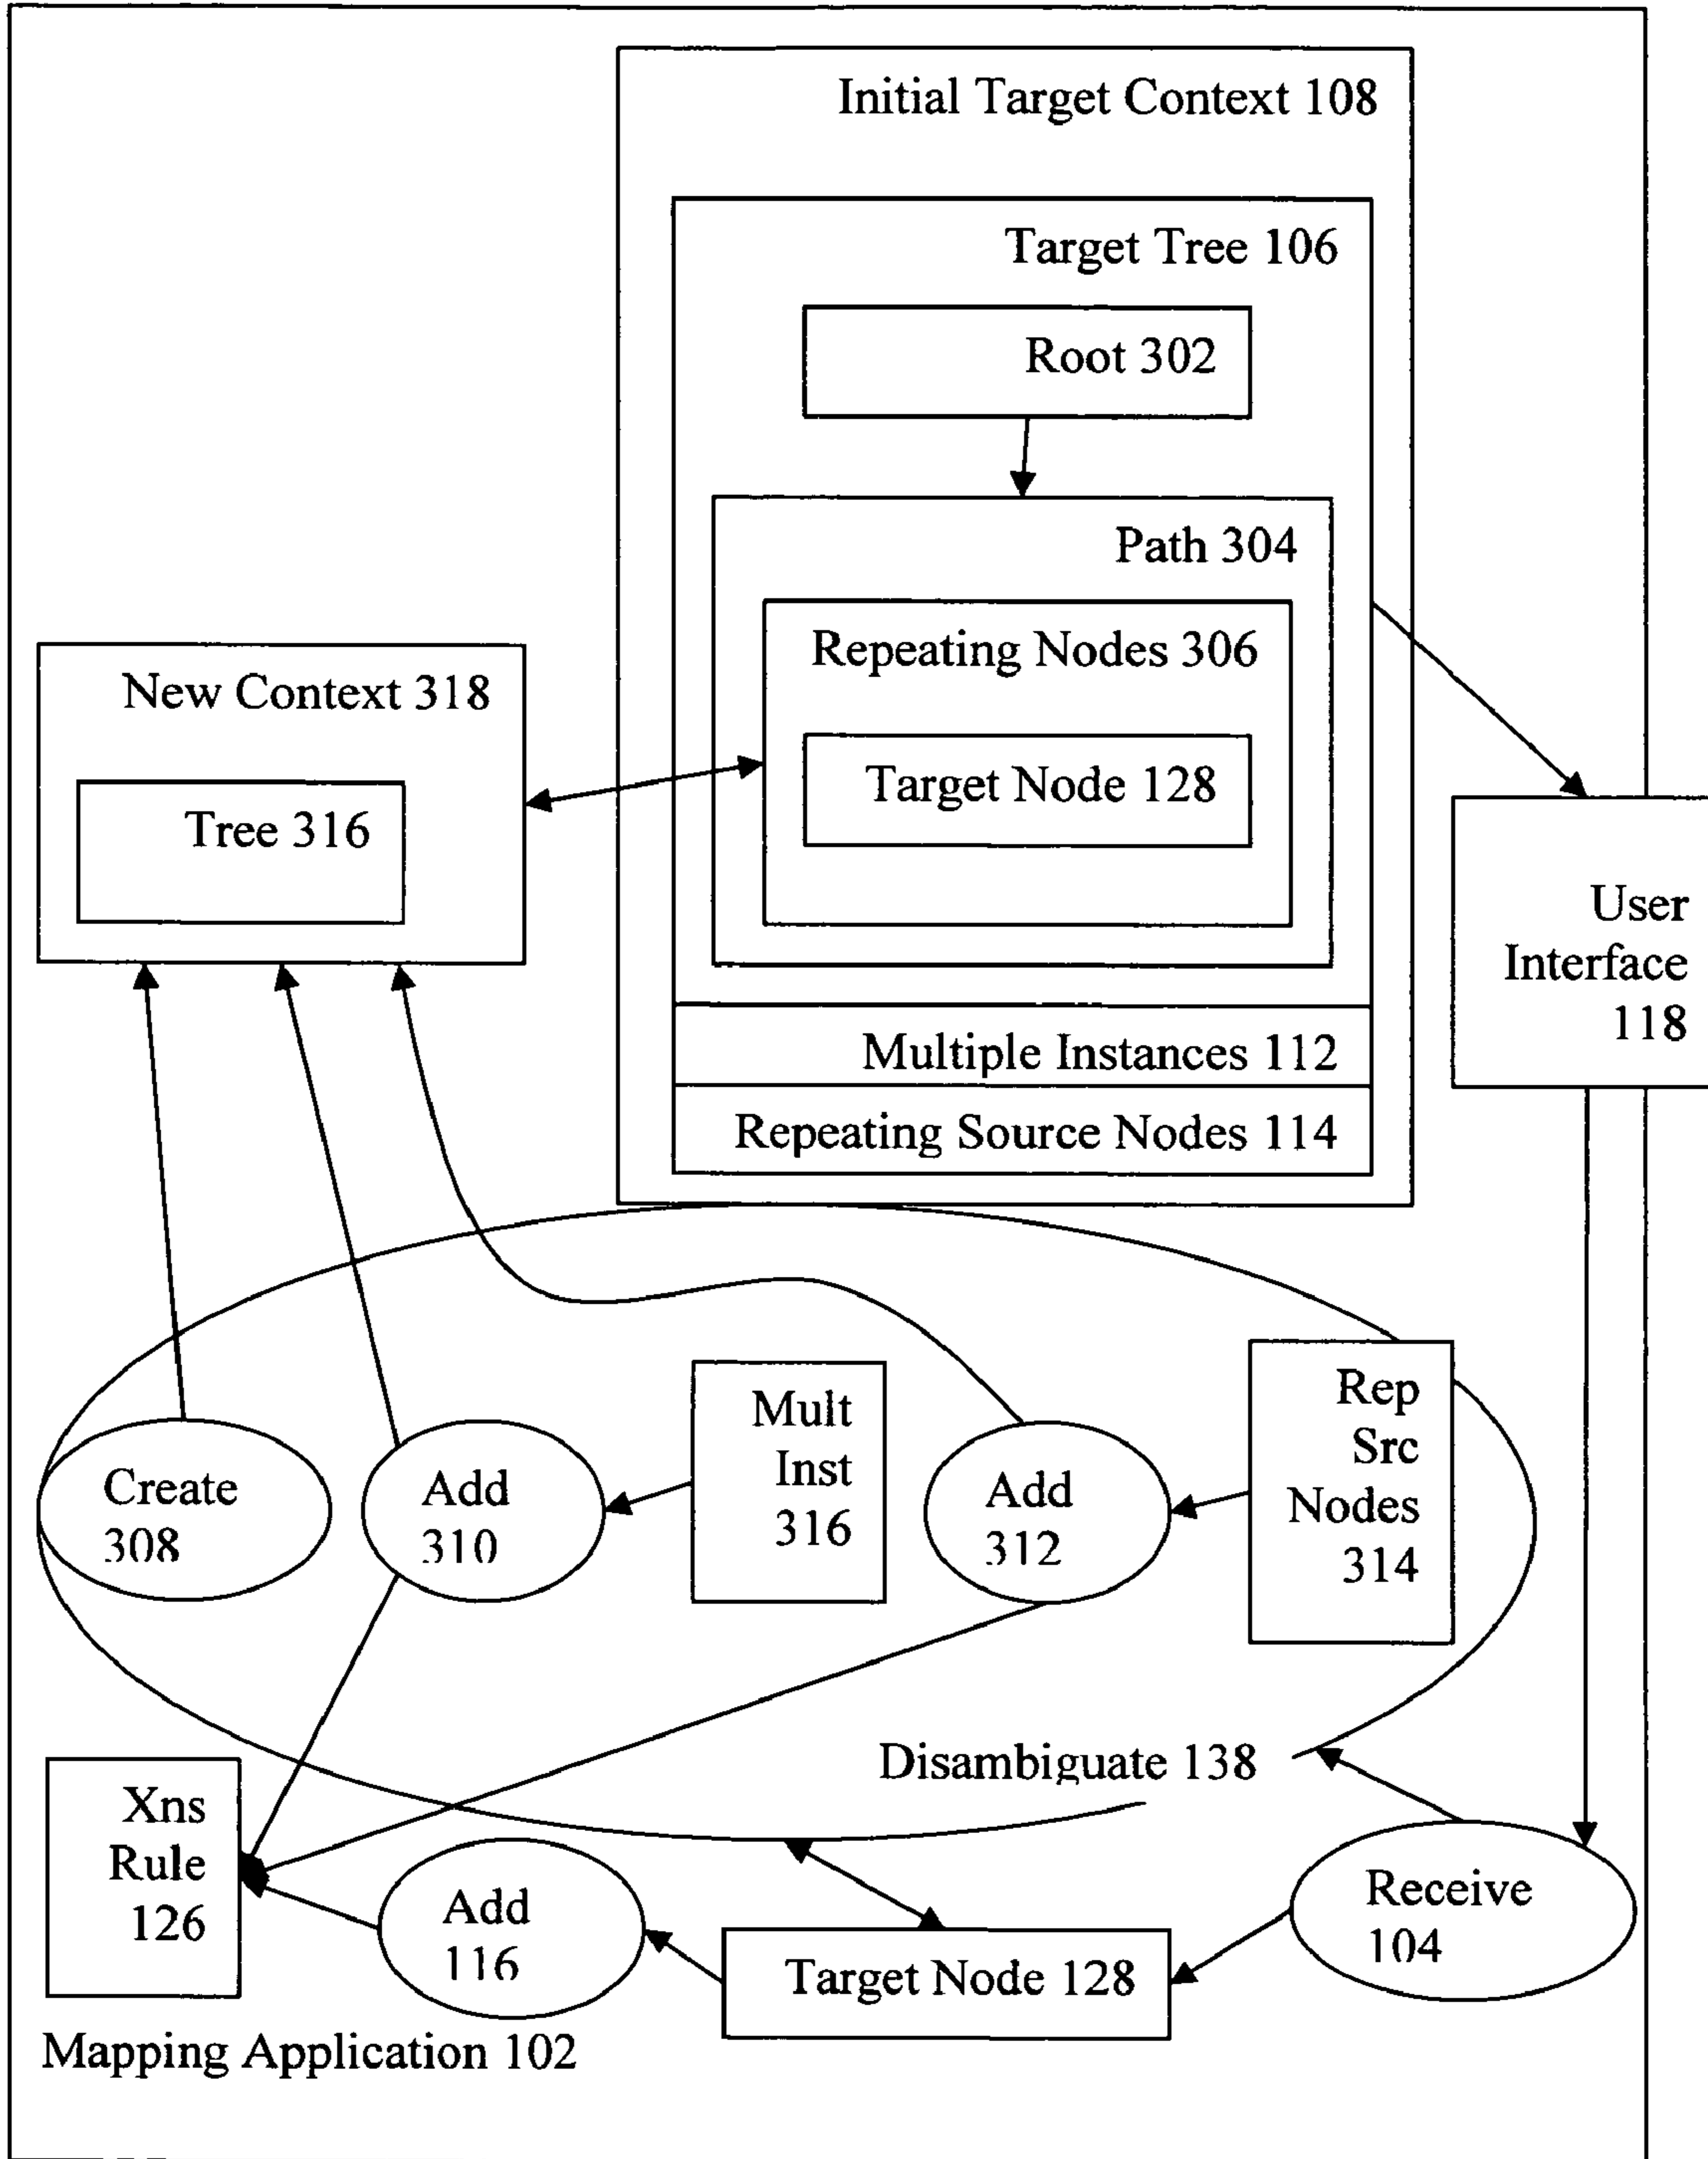 Initial Target Context 108
Target Tree 106
Root 302
Path 304
Repeating Nodes 306
Target Node 128
New Context 318
Tree 316
User
Interface
118
Multiple Instances 112
Repeating Source Nodes 114
Create
308
Add
310
Mult
Inst
316
Add
312
Rep
Src
Nodes
314
Disambiguate 138
Xns
Rule
126
Add
116
Target Node 128
Receive
104
Mapping Application 102